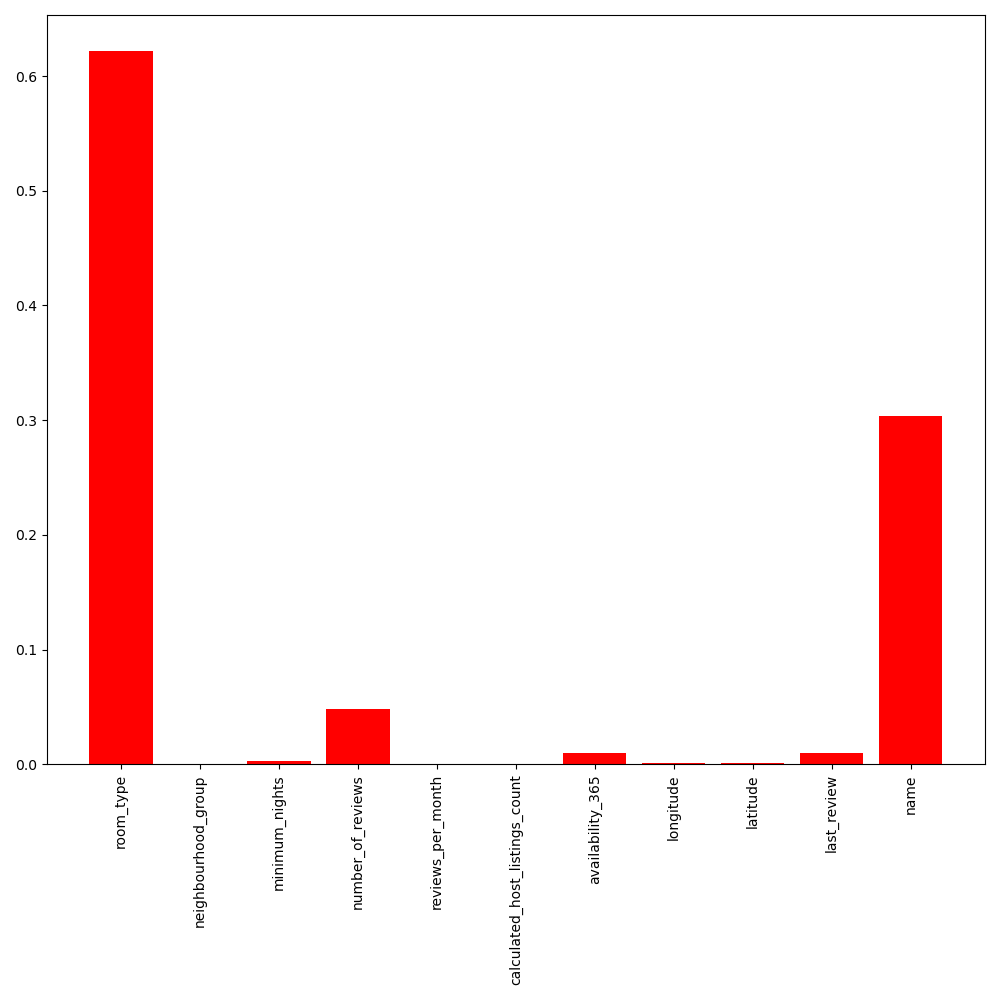 0.6
0.5
0.4
0.3
0.2
0.1
0.0
room_type
neighbourhood_group
minimum_nights
number_of_reviews
reviews_per_month
calculated_host_listings_count
availability_365
longitude
latitude
last_review
name